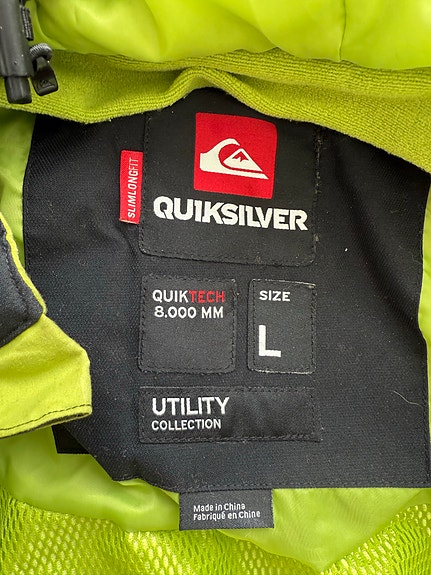 SLIMLONGFIT
QUIKSILVER
QUIKTECH
8.000 MM
SIZE
L
UTILITY
COLLECTION
Made in China
Fabriqué en Chine